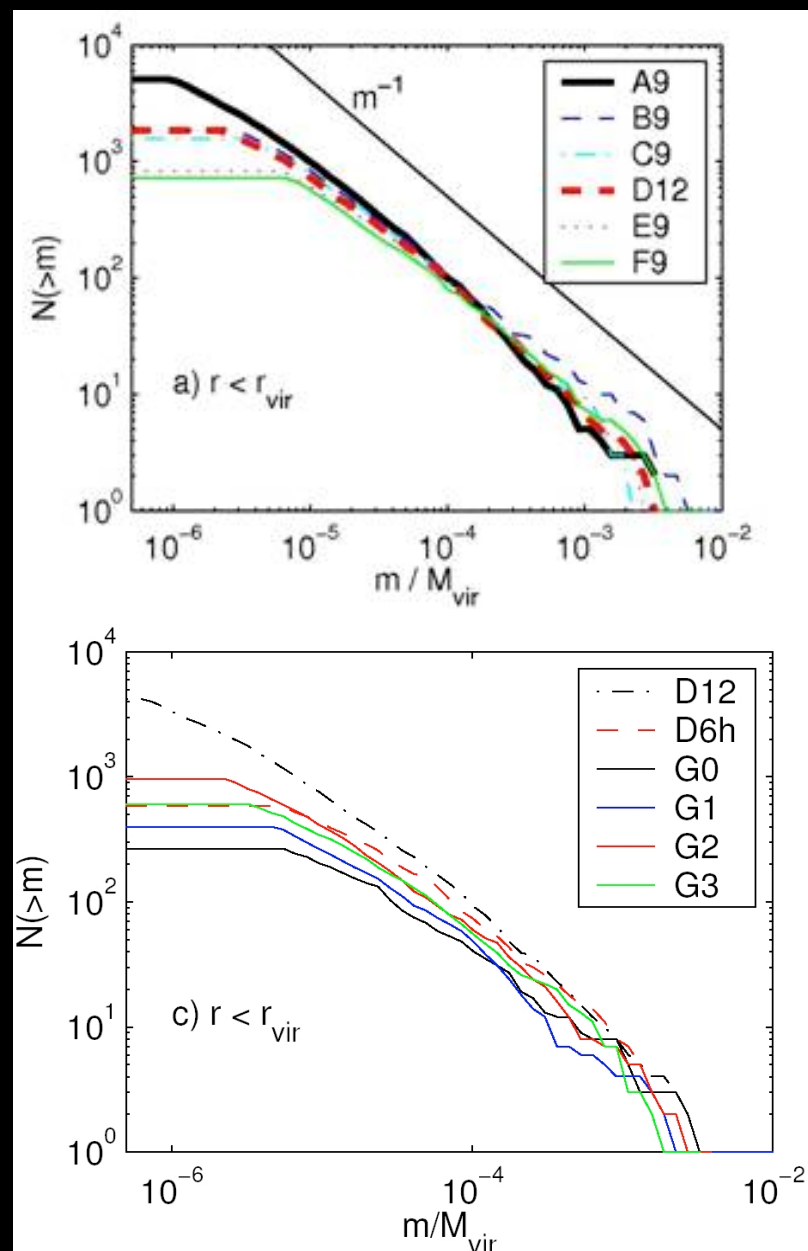 10^4
10^3
10^2
10^1
10^0
N(>m)
m^−1
A9
B9
C9
D12
E9
F9
a) r < r_vir
10^−6
10^−5
10^−4
10^−3
10^−2
m / M_vir
10^4
10^3
10^2
10^1
10^0
N(>m)
D12
D6h
G0
G1
G2
G3
c) r < r_vir
10^−6
10^−4
10^−2
m/M_vir